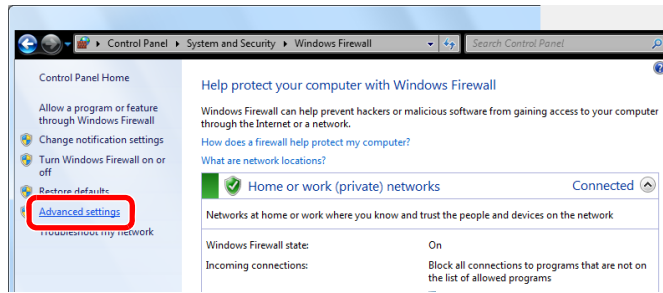 Control Panel ▸ System and Security ▸ Windows Firewall
Search Control Panel
Control Panel Home
Allow a program or feature
through Windows Firewall
Change notification settings
Turn Windows Firewall on or
off
Restore defaults
Advanced settings
Troubleshoot my network
Help protect your computer with Windows Firewall
Windows Firewall can help prevent hackers or malicious software from gaining access to your computer
through the Internet or a network.
How does a firewall help protect my computer?
What are network locations?
Home or work (private) networks Connected
Networks at home or work where you know and trust the people and devices on the network
Windows Firewall state: On
Incoming connections: Block all connections to programs that are not on
the list of allowed programs